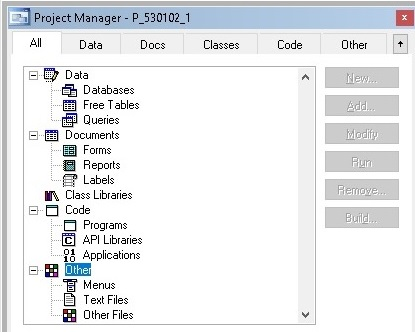 Project Manager - P_530102_1
All Data Docs Classes Code Other
Data
Databases
Free Tables
Queries
Documents
Forms
Reports
Labels
Class Libraries
Code
Programs
API Libraries
Applications
Other
Menus
Text Files
Other Files
New...
Add...
Modify
Run
Remove...
Build...